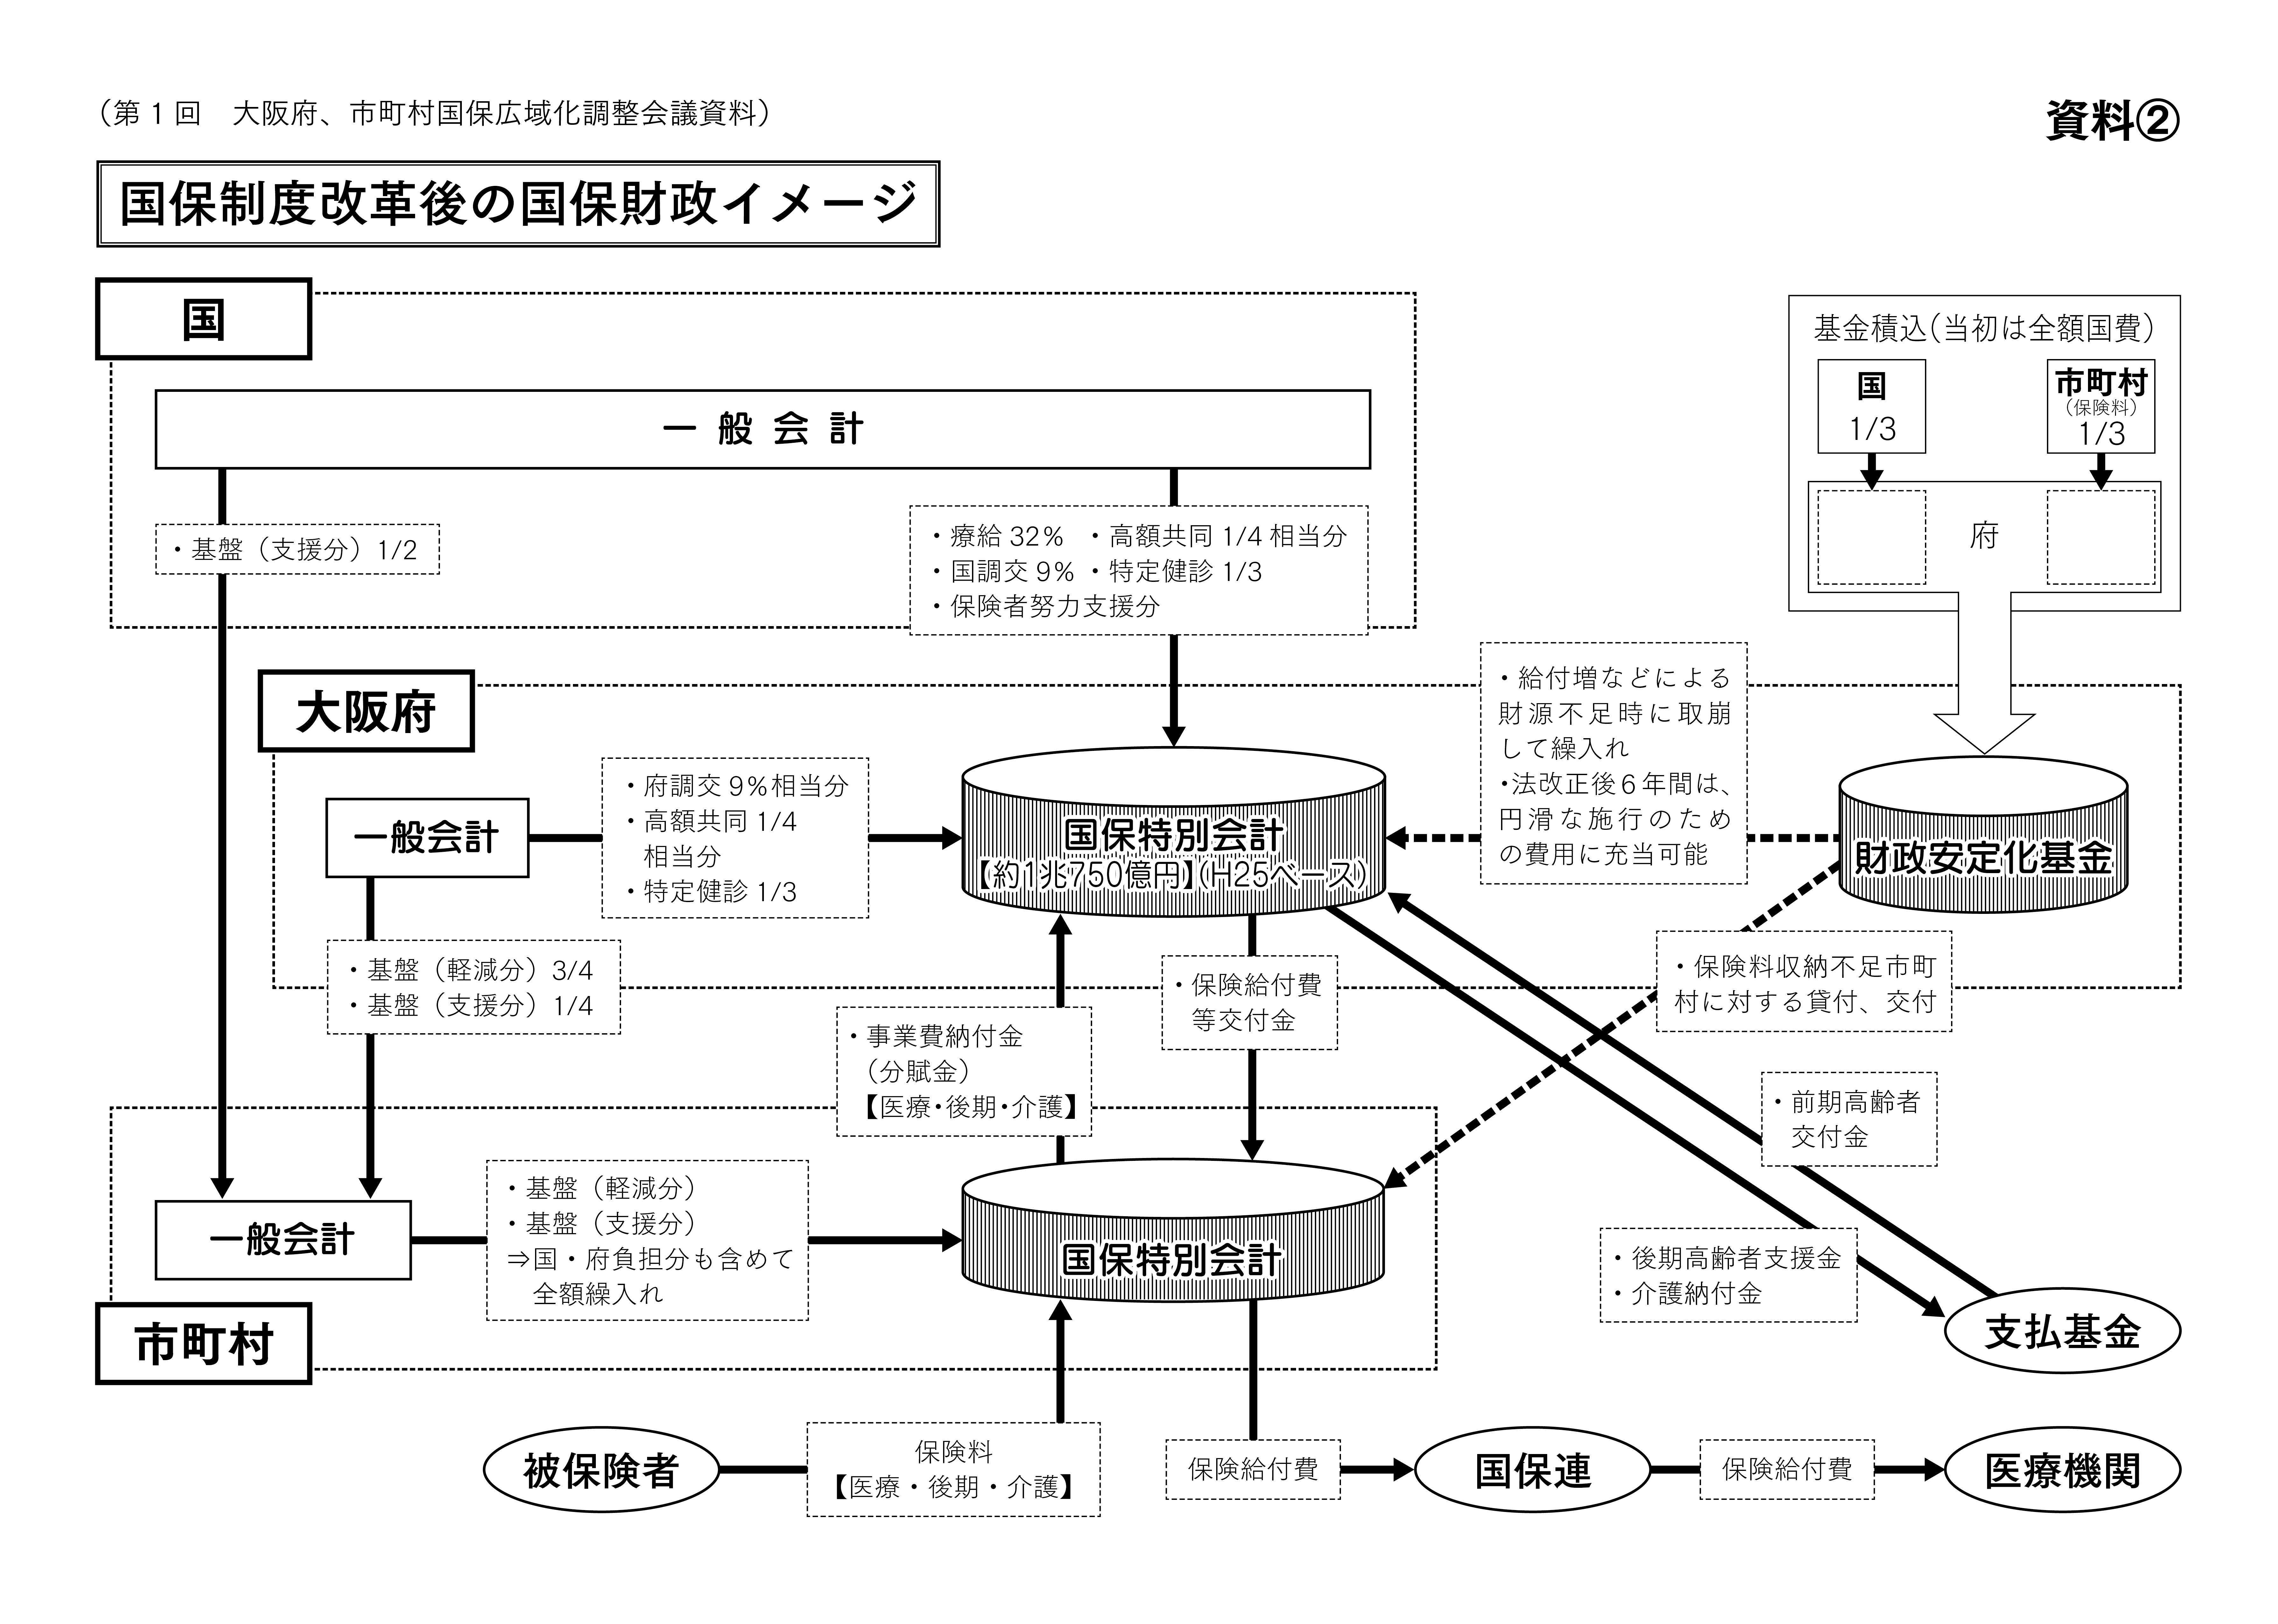 （第1回　大阪府、市町村国保広域化調整会議資料）
資料②
国保制度改革後の国保財政イメージ
国
一般会計
・基盤（支援分）1/2
・療給32％　・高額共同1/4相当分
・国調交9％・特定健診1/3
・保険者努力支援分
基金積込（当初は全額国費）
国
1/3
市町村
（保険料）
1/3
府
大阪府
一般会計
・府調交9％相当分
・高額共同1/4
相当分
・特定健診1/3
国保特別会計
【約1兆750億円】（H25ベース）
・給付増などによる
財源不足時に取崩
して繰入れ
・法改正後6年間は、
円滑な施行のため
の費用に充当可能
財政安定化基金
・基盤（軽減分）3/4
・基盤（支援分）1/4
・事業費納付金
（分賦金）
【医療・後期・介護】
・保険給付費
等交付金
・保険料収納不足市町
村に対する貸付、交付
・前期高齢者
交付金
一般会計
・基盤（軽減分）
・基盤（支援分）
⇒国・府負担分も含めて
全額繰入れ
国保特別会計
・後期高齢者支援金
・介護納付金
支払基金
市町村
被保険者
保険料
【医療・後期・介護】
保険給付費
国保連
保険給付費
医療機関